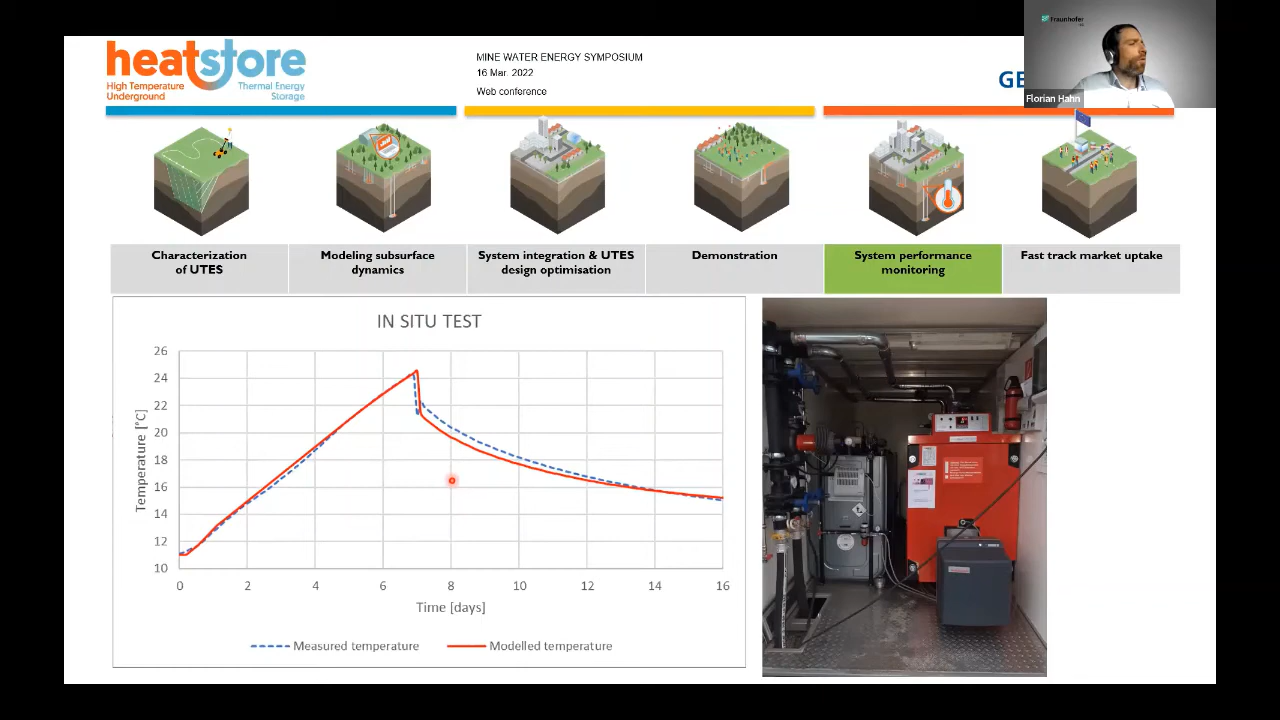 heatstore
High Temperature
Underground
Thermal Energy
Storage
MINE WATER ENERGY SYMPOSIUM
16 Mar. 2022
Web conference
GE
Fraunhofer
Florian Hahn
Characterization
of UTES
Modeling subsurface
dynamics
System integration & UTES
design optimisation
Demonstration
System performance
monitoring
Fast track market uptake
IN SITU TEST
Temperature [°C]
26
24
22
20
18
16
14
12
10
0 2 4 6 8 10 12 14 16
Time [days]
Measured temperature
Modelled temperature